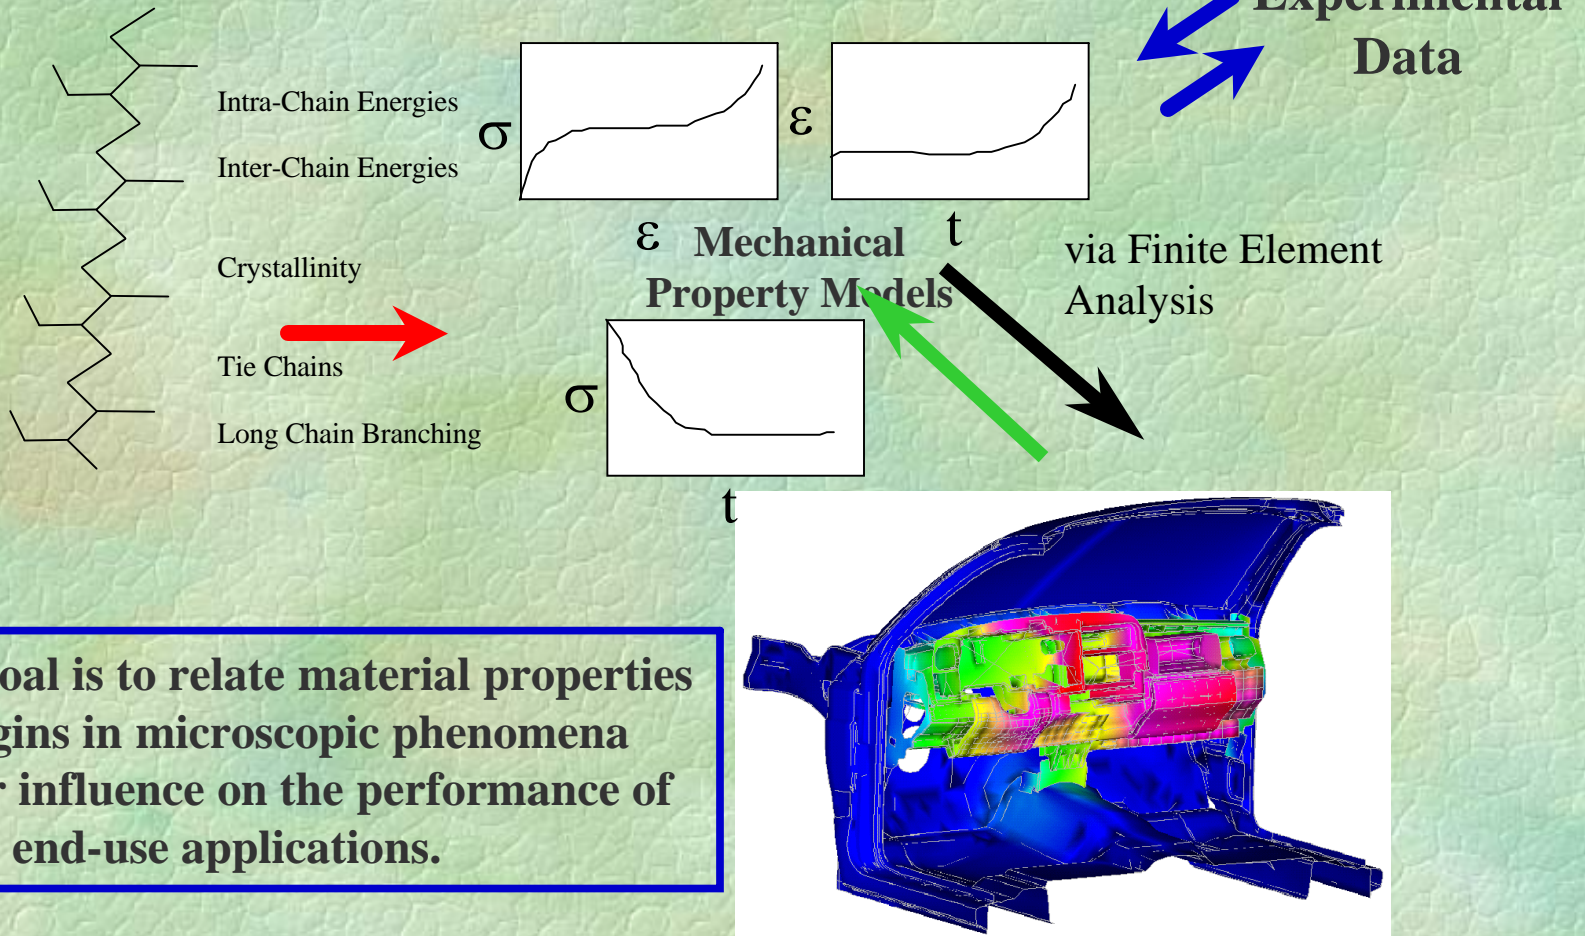 Experimental
Data
Intra-Chain Energies
Inter-Chain Energies
Crystallinity
Tie Chains
Long Chain Branching
σ
ε
ε
t
Mechanical
Property Models
σ
t
via Finite Element
Analysis
oal is to relate material properties
gins in microscopic phenomena
r influence on the performance of
end-use applications.